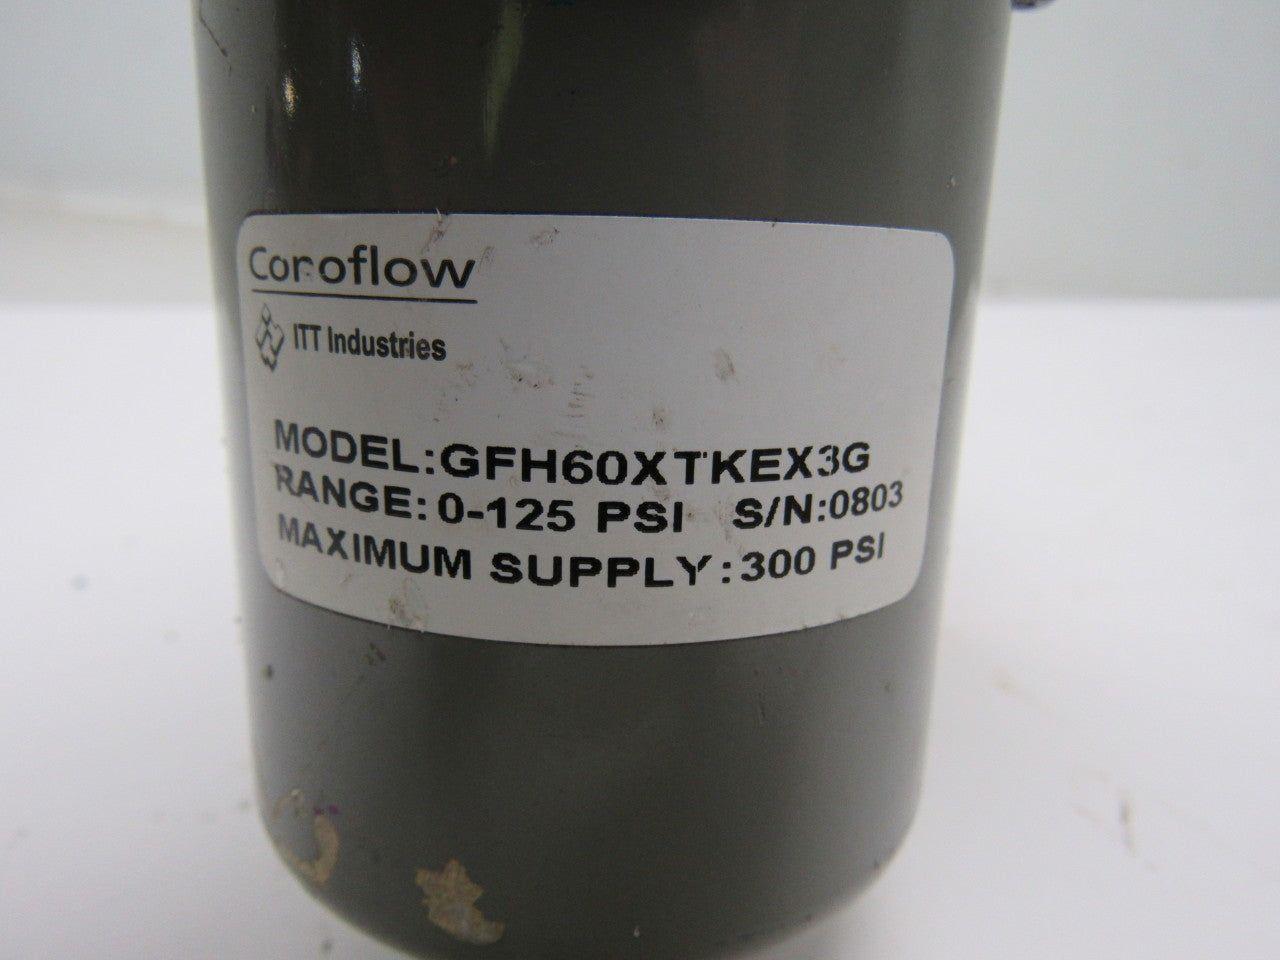 Conoflow
ITT Industries
MODEL:GFH60XTKEX3G
RANGE: 0-125 PSI S/N:0803
MAXIMUM SUPPLY:300 PSI